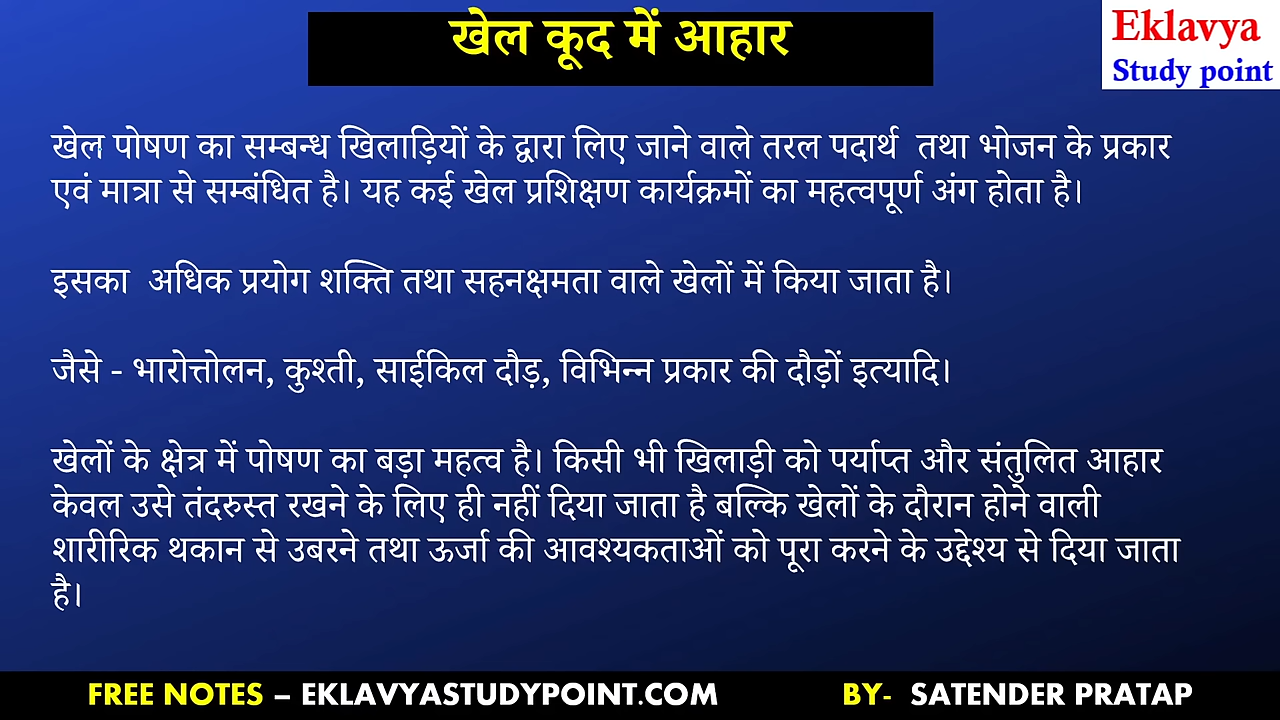 खेल कूद में आहार
Eklavya
Study point
खेल पोषण का सम्बन्ध खिलाड़ियों के द्वारा लिए जाने वाले तरल पदार्थ तथा भोजन के प्रकार
एवं मात्रा से सम्बंधित है। यह कई खेल प्रशिक्षण कार्यक्रमों का महत्वपूर्ण अंग होता है।
इसका अधिक प्रयोग शक्ति तथा सहनक्षमता वाले खेलों में किया जाता है।
जैसे - भारोत्तोलन, कुश्ती, साईकिल दौड़, विभिन्न प्रकार की दौड़ों इत्यादि।
खेलों के क्षेत्र में पोषण का बड़ा महत्व है। किसी भी खिलाड़ी को पर्याप्त और संतुलित आहार
केवल उसे तंदरुस्त रखने के लिए ही नहीं दिया जाता है बल्कि खेलों के दौरान होने वाली
शारीरिक थकान से उबरने तथा ऊर्जा की आवश्यकताओं को पूरा करने के उद्देश्य से दिया जाता
है।
FREE NOTES – EKLAVYASTUDYPOINT.COM
BY- SATENDER PRATAP